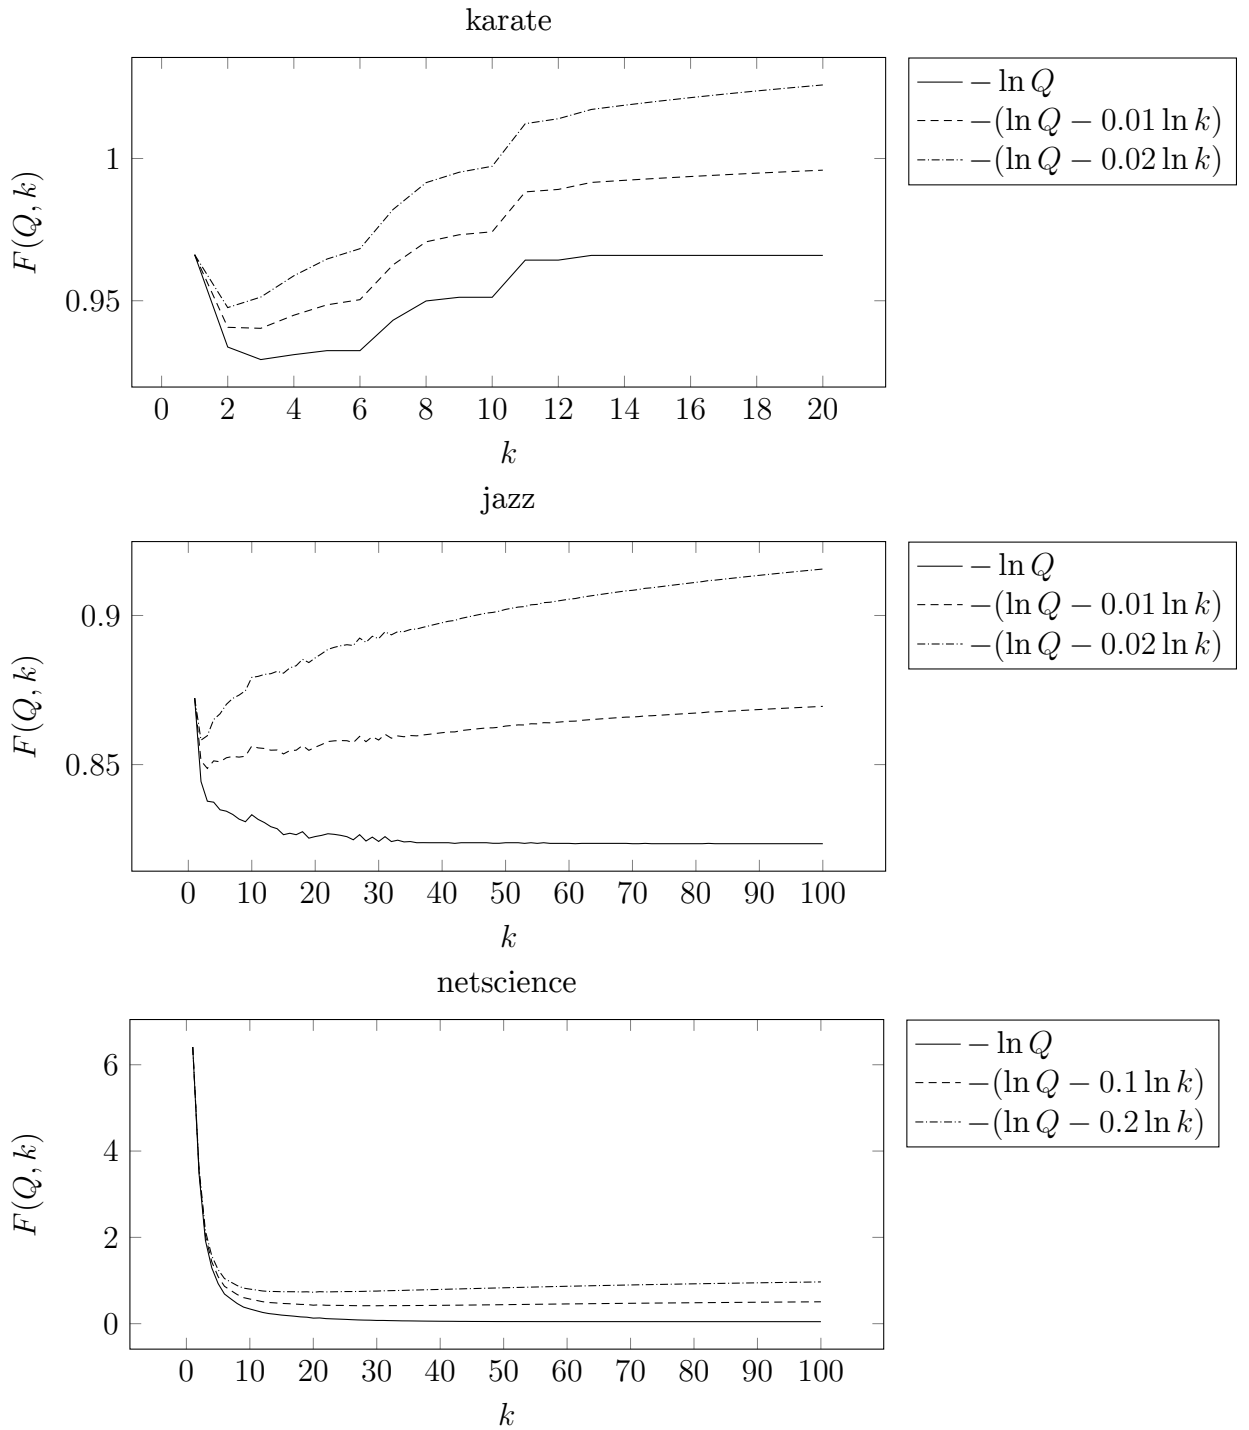 karate
− ln Q
−(ln Q − 0.01 ln k)
−(ln Q − 0.02 ln k)
F(Q, k)
1
0.95
0 2 4 6 8 10 12 14 16 18 20
k
jazz
− ln Q
−(ln Q − 0.01 ln k)
−(ln Q − 0.02 ln k)
F(Q, k)
0.9
0.85
0 10 20 30 40 50 60 70 80 90 100
k
netscience
− ln Q
−(ln Q − 0.1 ln k)
−(ln Q − 0.2 ln k)
F(Q, k)
6
4
2
0
0 10 20 30 40 50 60 70 80 90 100
k